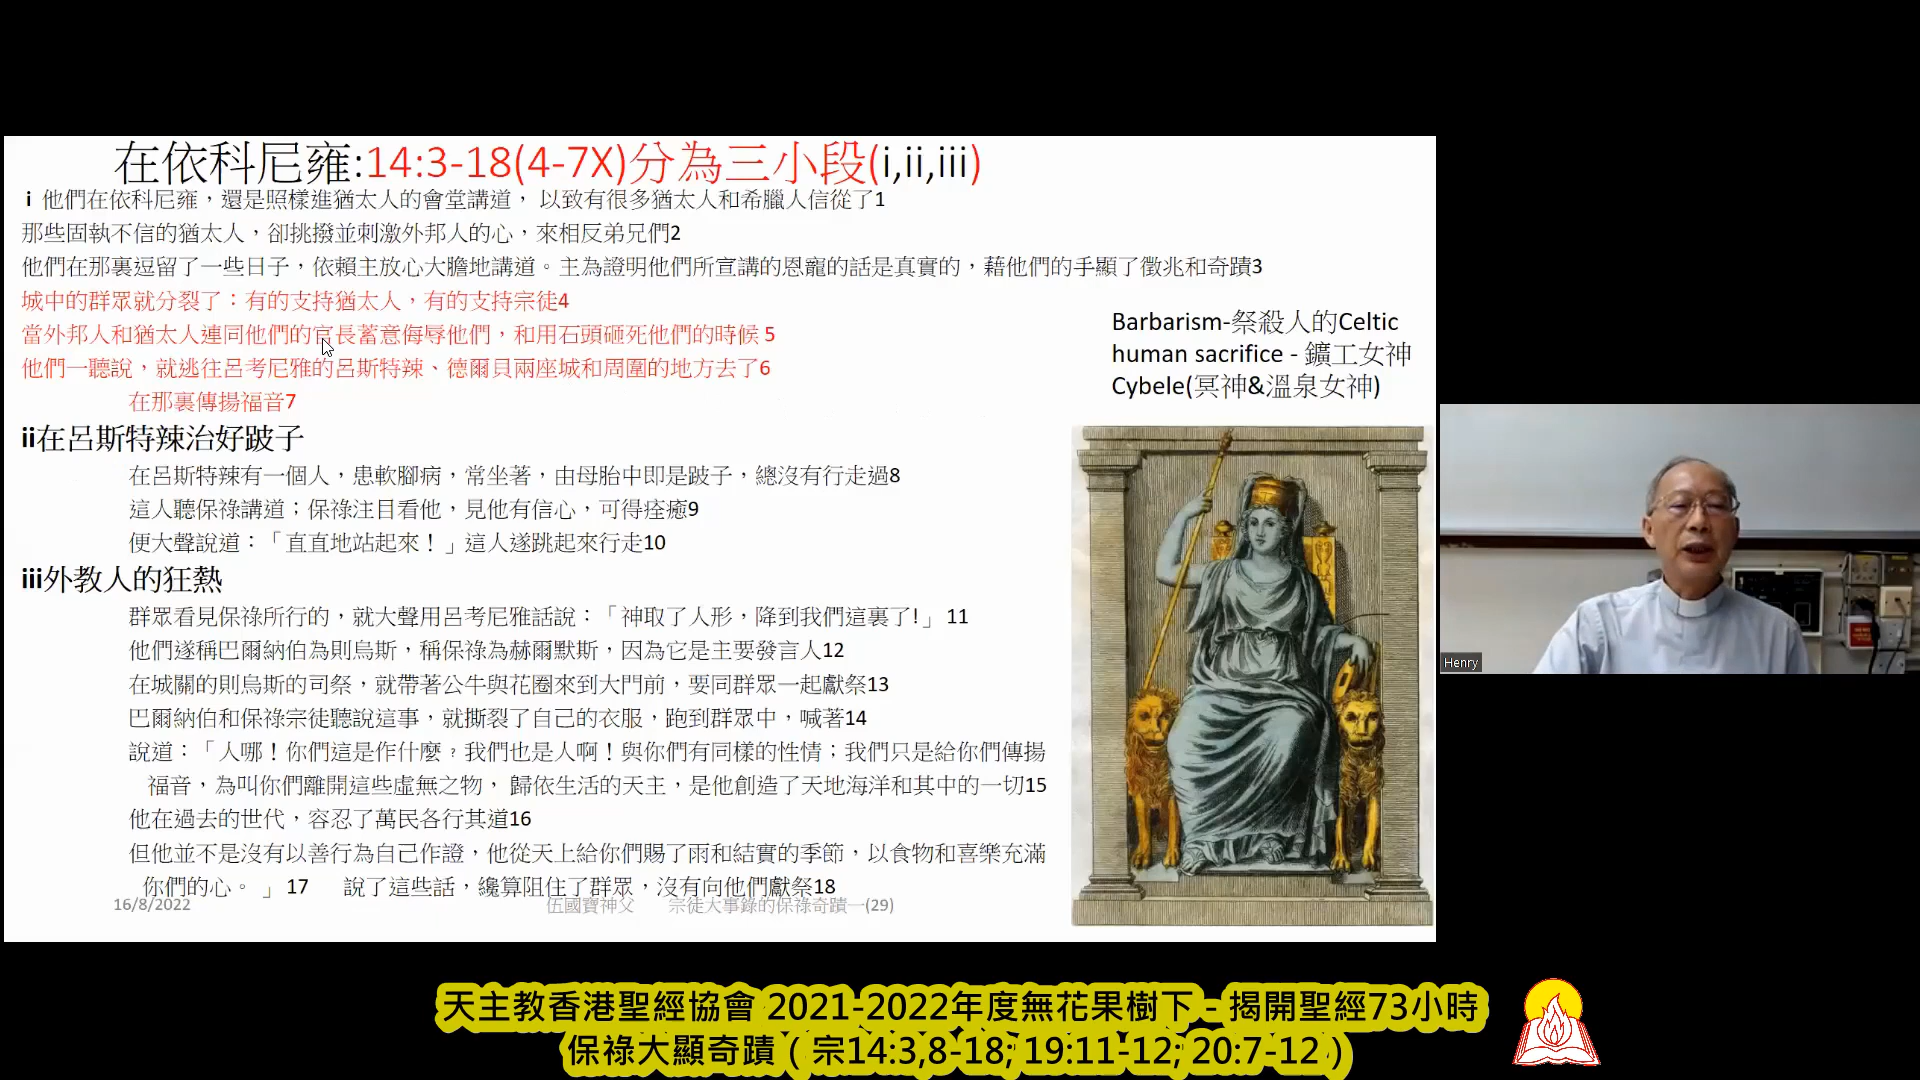 在依科尼雍:14:3-18(4-7X)分為三小段(i,ii,iii)
i 他們在依科尼雍，還是照樣進猶太人的會堂講道， 以致有很多猶太人和希臘人信從了1
那些固執不信的猶太人，卻挑撥並刺激外邦人的心，來相反弟兄們2
他們在那裏逗留了一些日子，依賴主放心大膽地講道。主為證明他們所宣講的恩寵的話是真實的，藉他們的手顯了徵兆和奇蹟3
城中的群眾就分裂了：有的支持猶太人，有的支持宗徒4
當外邦人和猶太人連同他們的官長蓄意侮辱他們，和用石頭砸死他們的時候 5
他們一聽說，就逃往呂考尼雅的呂斯特辣、德爾貝兩座城和周圍的地方去了6
在那裏傳揚福音7
ii在呂斯特辣治好跛子
在呂斯特辣有一個人，患軟腳病，常坐著，由母胎中即是跛子，總沒有行走過8
這人聽保祿講道；保祿注目看他，見他有信心，可得痊癒9
便大聲說道：「直直地站起來！」這人遂跳起來行走10
iii外教人的狂熱
群眾看見保祿所行的，就大聲用呂考尼雅話說：「神取了人形，降到我們這裏了!」 11
他們遂稱巴爾納伯為則烏斯，稱保祿為赫爾默斯，因為它是主要發言人12
在城關的則烏斯的司祭，就帶著公牛與花圈來到大門前，要同群眾一起獻祭13
巴爾納伯和保祿宗徒聽說這事，就撕裂了自己的衣服，跑到群眾中，喊著14
說道：「人哪！你們這是作什麼？我們也是人啊！與你們有同樣的性情；我們只是給你們傳揚
福音，為叫你們離開這些虛無之物， 歸依生活的天主，是他創造了天地海洋和其中的一切15
他在過去的世代，容忍了萬民各行其道16
但他並不是沒有以善行為自己作證，他從天上給你們賜了雨和結實的季節，以食物和喜樂充滿
你們的心。 」 17 說了這些話，纔算阻住了群眾，沒有向他們獻祭18
16/8/2022 伍國寶神父 宗徒大事錄的保祿奇蹟一(29)
Barbarism-祭殺人的Celtic
human sacrifice - 鑛工女神
Cybele(冥神&溫泉女神)
Henry
天主教香港聖經協會 2021-2022年度無花果樹下 - 揭開聖經73小時
保祿大顯奇蹟（宗14:3,8-18; 19:11-12; 20:7-12）